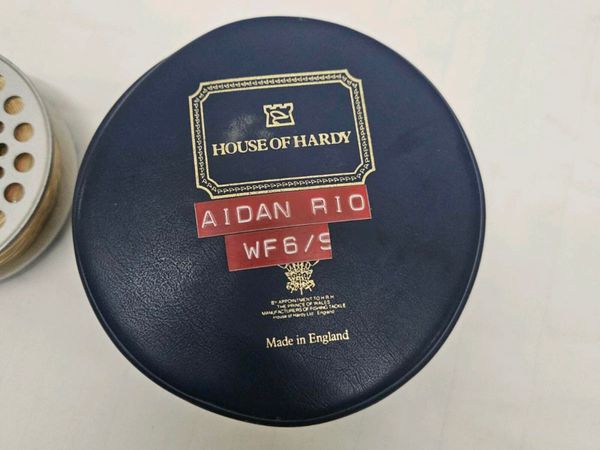 HOUSE OF HARDY
AIDAN RIO
WF6/S
BY APPOINTMENT TO H.R.H.
THE PRINCE OF WALES
MANUFACTURERS OF FISHING TACKLE
House of Hardy Ltd England
Made in England